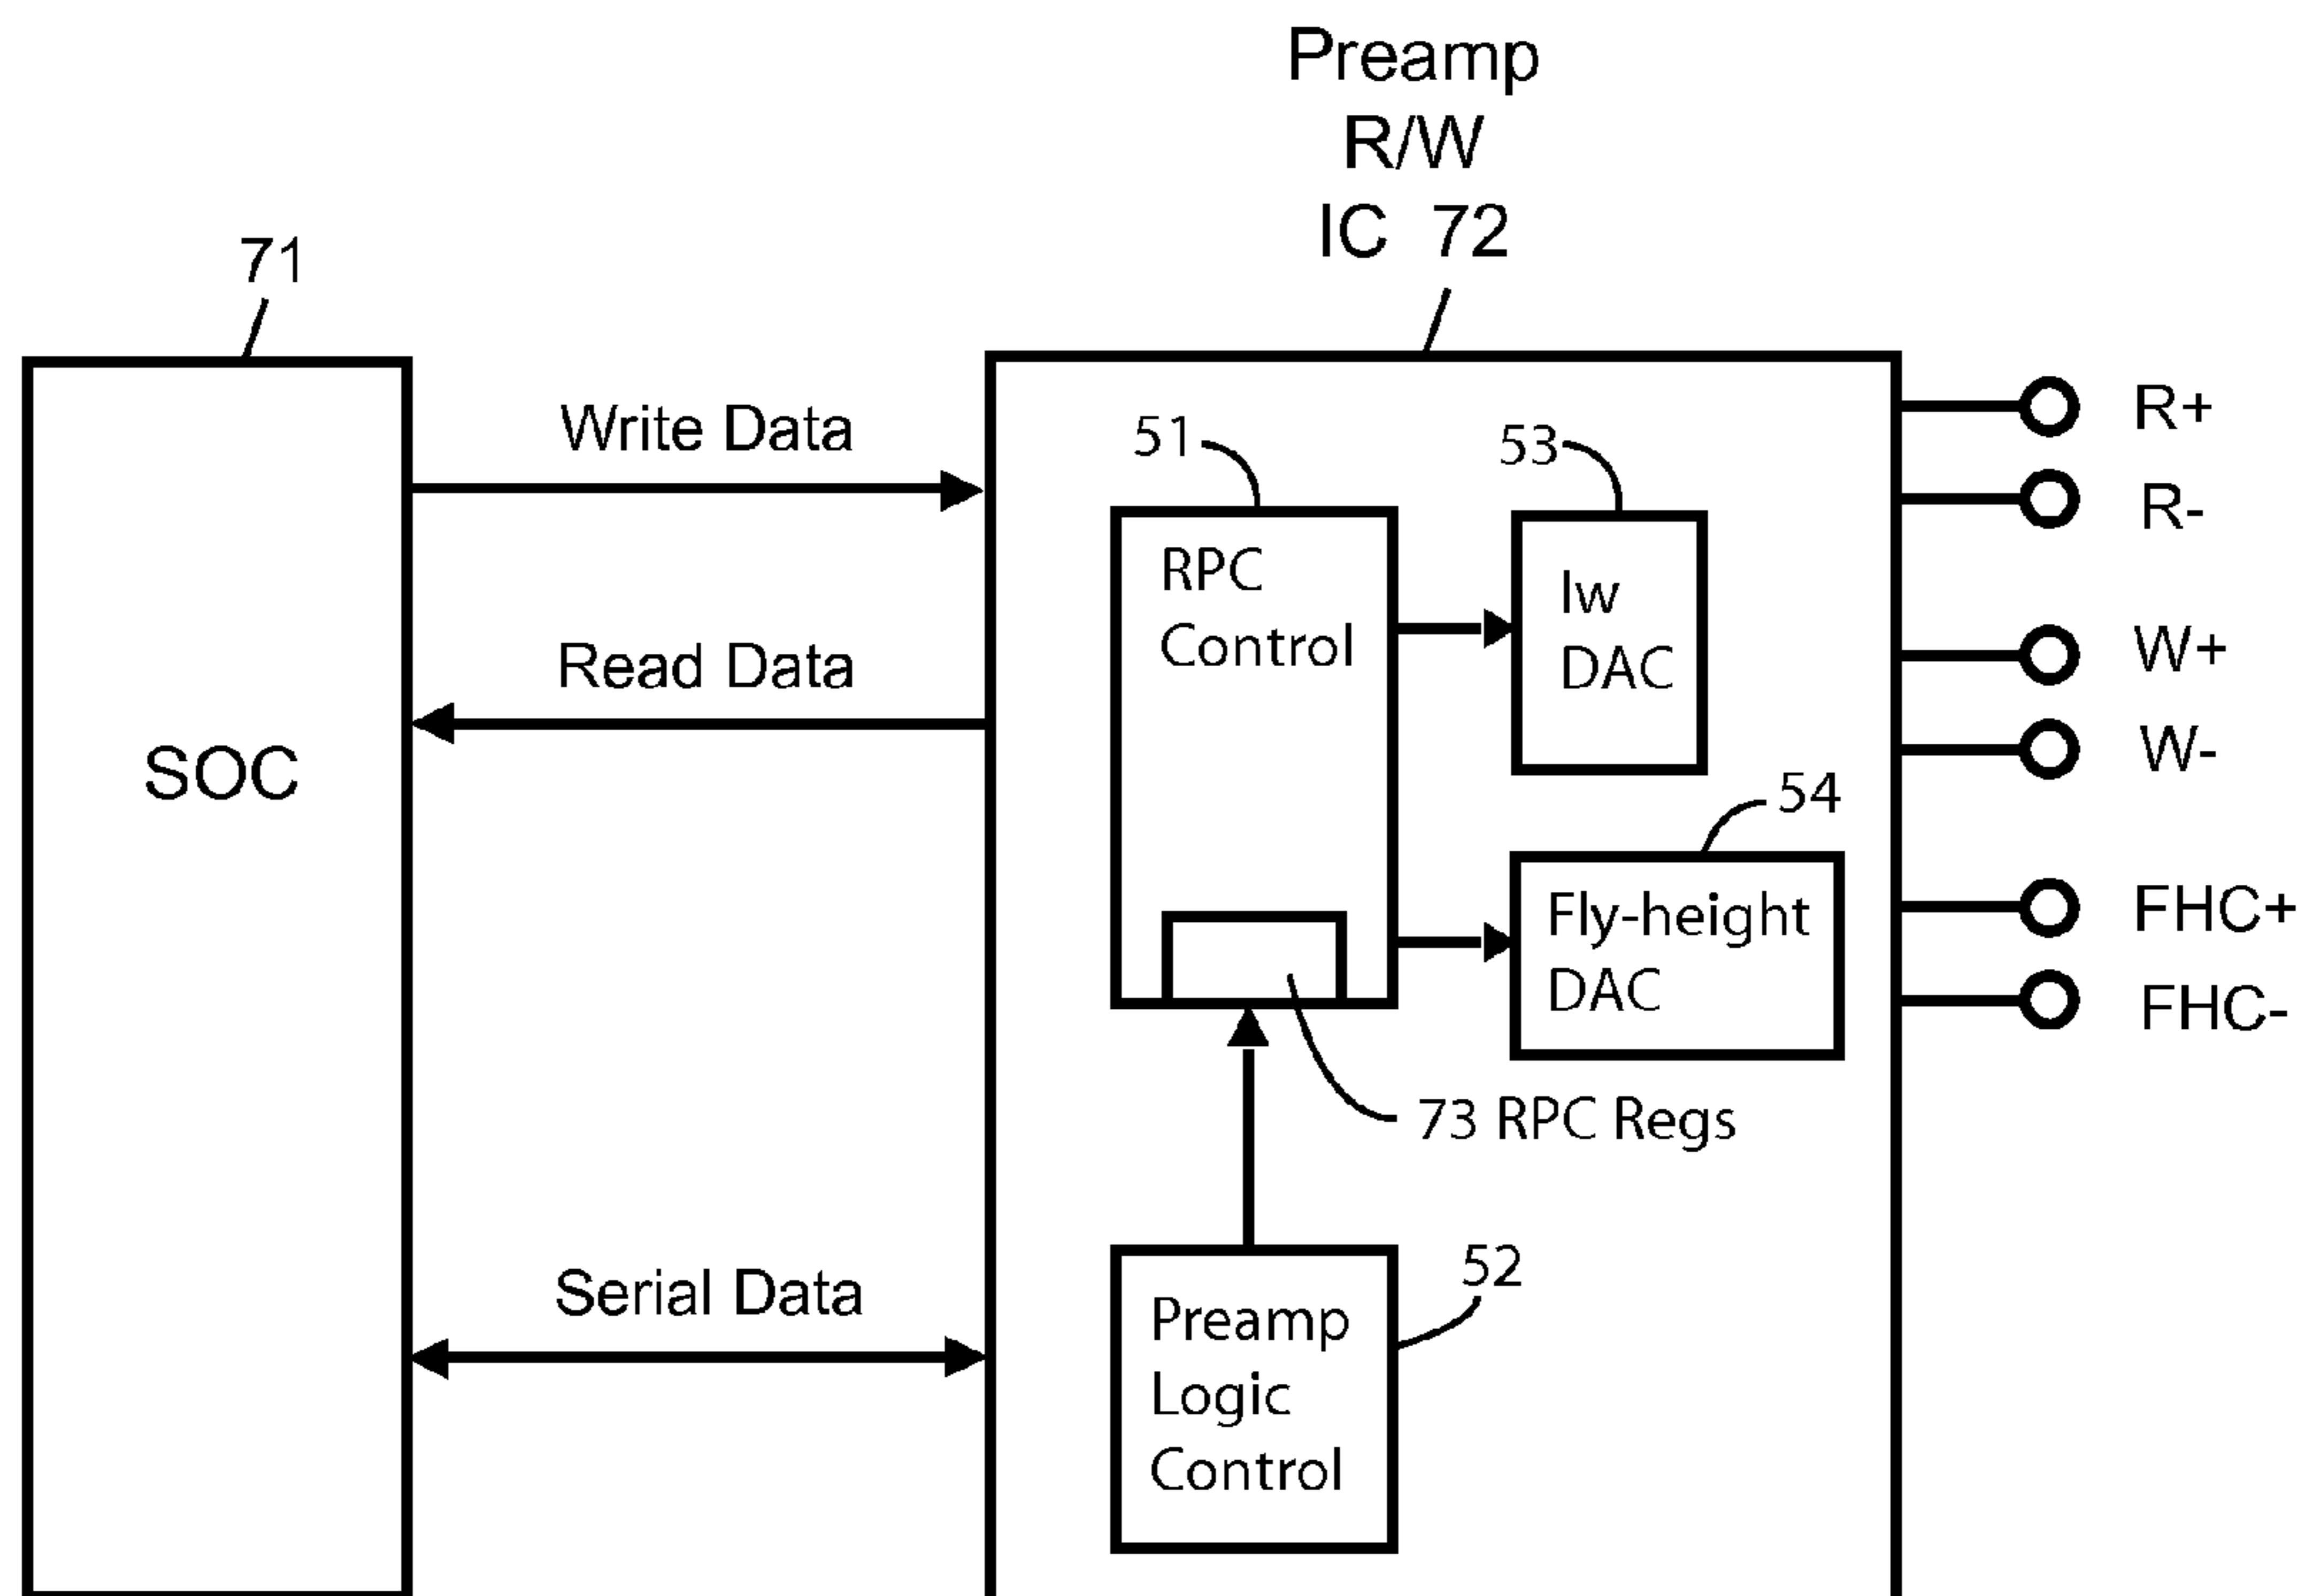 Preamp
R/W
IC 72
71
SOC
Write Data
Read Data
Serial Data
51
RPC
Control
53
Iw
DAC
54
Fly-height
DAC
73 RPC Regs
52
Preamp
Logic
Control
R+
R-
W+
W-
FHC+
FHC-